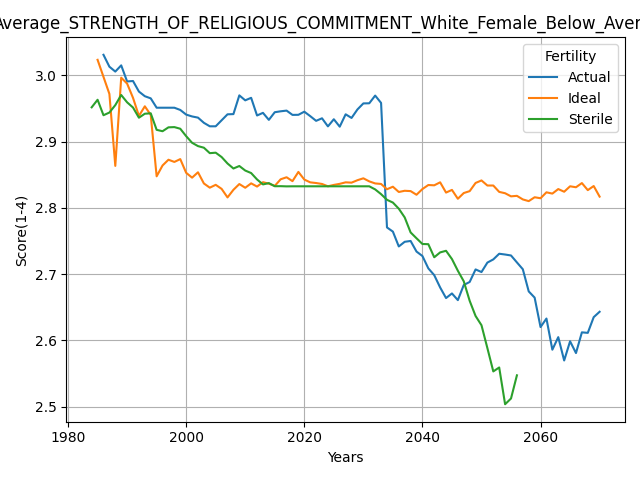 Average_STRENGTH_OF_RELIGIOUS_COMMITMENT_White_Female_Below_Aver
Fertility
Actual
Ideal
Sterile
Score(1-4)
3.0
2.9
2.8
2.7
2.6
2.5
1980 2000 2020 2040 2060
Years